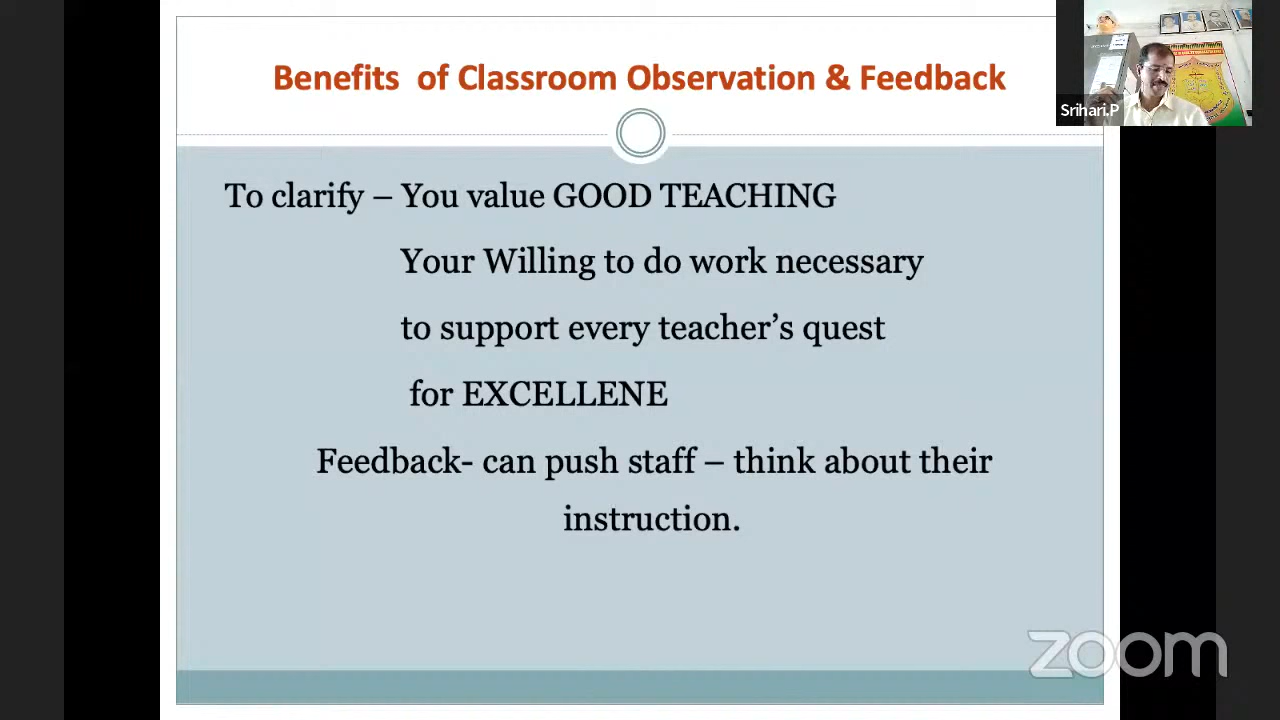 Benefits of Classroom Observation & Feedback
Srihari.P
To clarify – You value GOOD TEACHING
Your Willing to do work necessary
to support every teacher’s quest
for EXCELLENE
Feedback- can push staff – think about their
instruction.
zoom